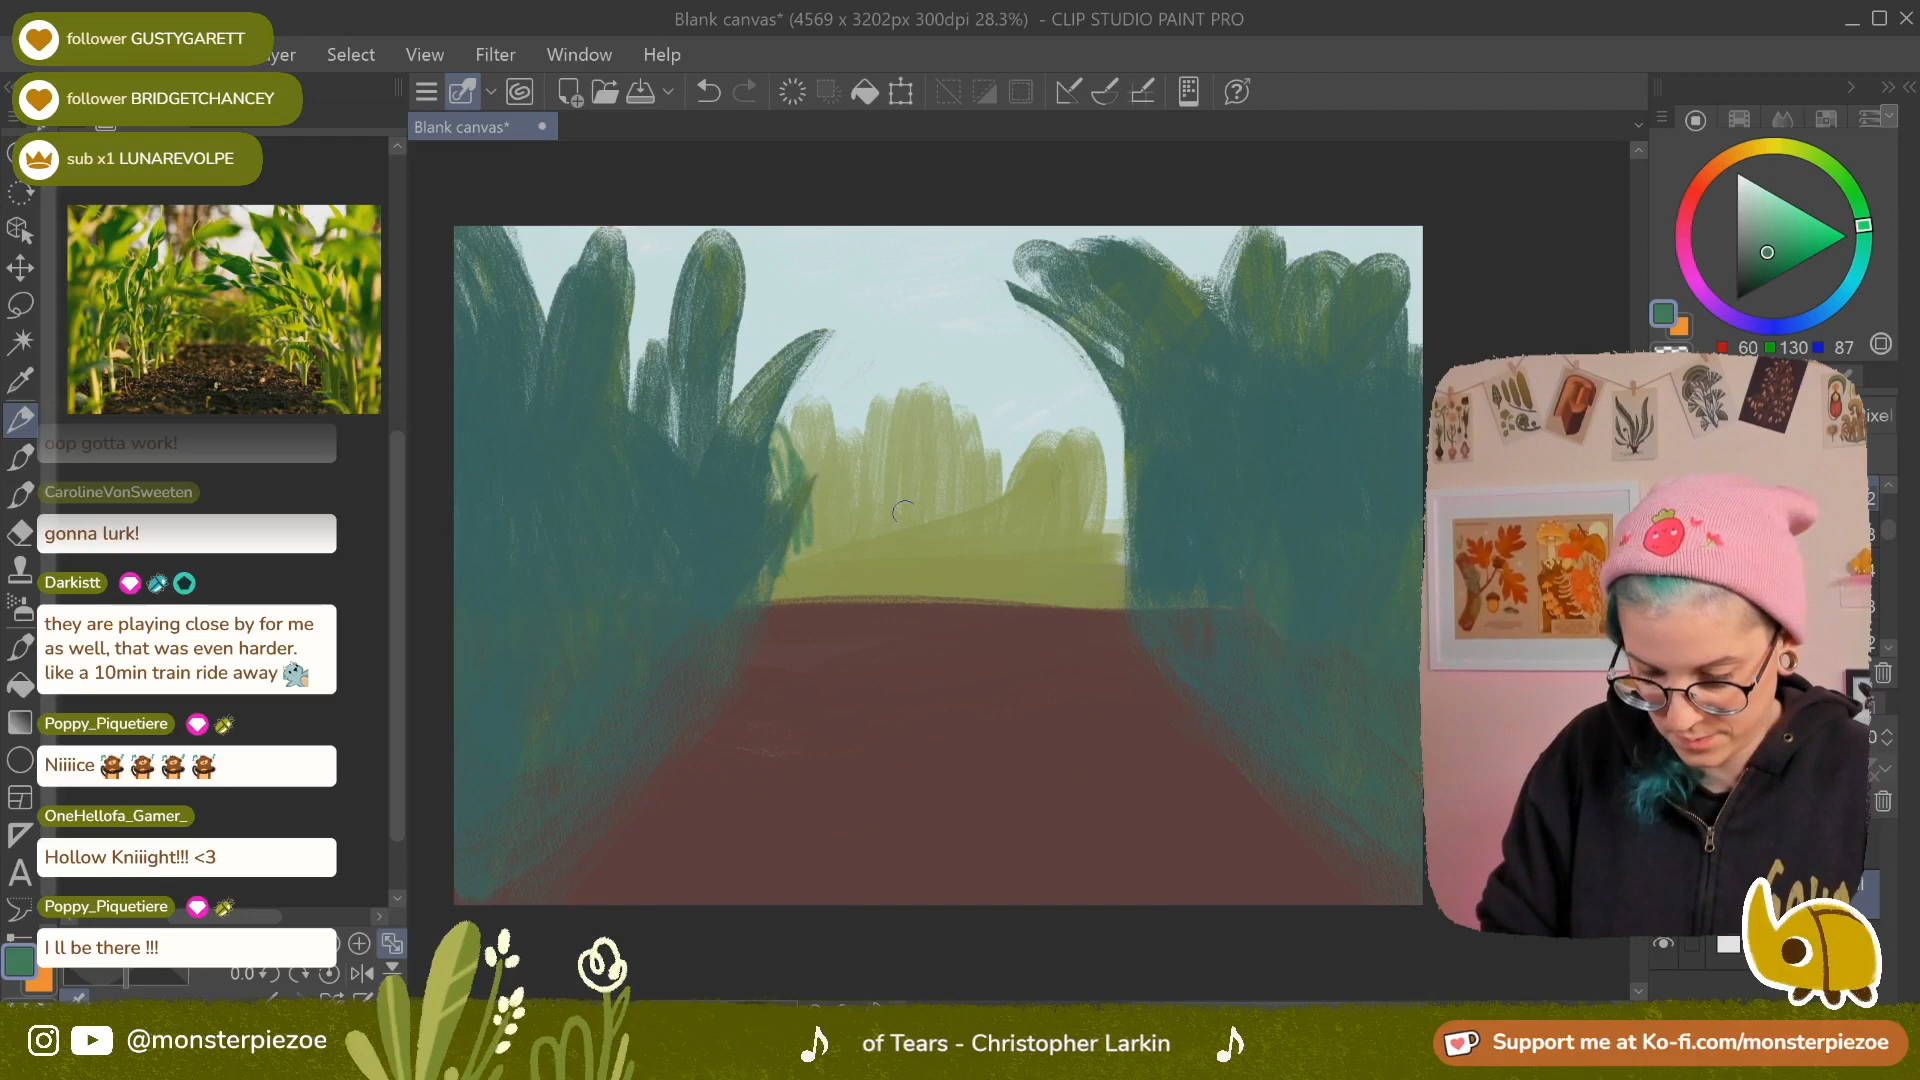 Blank canvas* (4569 x 3202px 300dpi 28.3%) - CLIP STUDIO PAINT PRO
follower GUSTYGARETT
Select
View
Filter
Window
Help
follower BRIDGETCHANCEY
Blank canvas*
sub x1 LUNAREVOLPE
60
130
87
oop gotta work!
CarolineVonSweeten
gonna lurk!
Darkistt
they are playing close by for me
as well, that was even harder.
like a 10min train ride away
Poppy_Piquetiere
Niiiice
OneHellofa_Gamer_
Hollow Kniiight!!! <3
Poppy_Piquetiere
I ll be there !!!
0.0
@monsterpiezoe
of Tears - Christopher Larkin
Support me at Ko-fi.com/monsterpiezoe